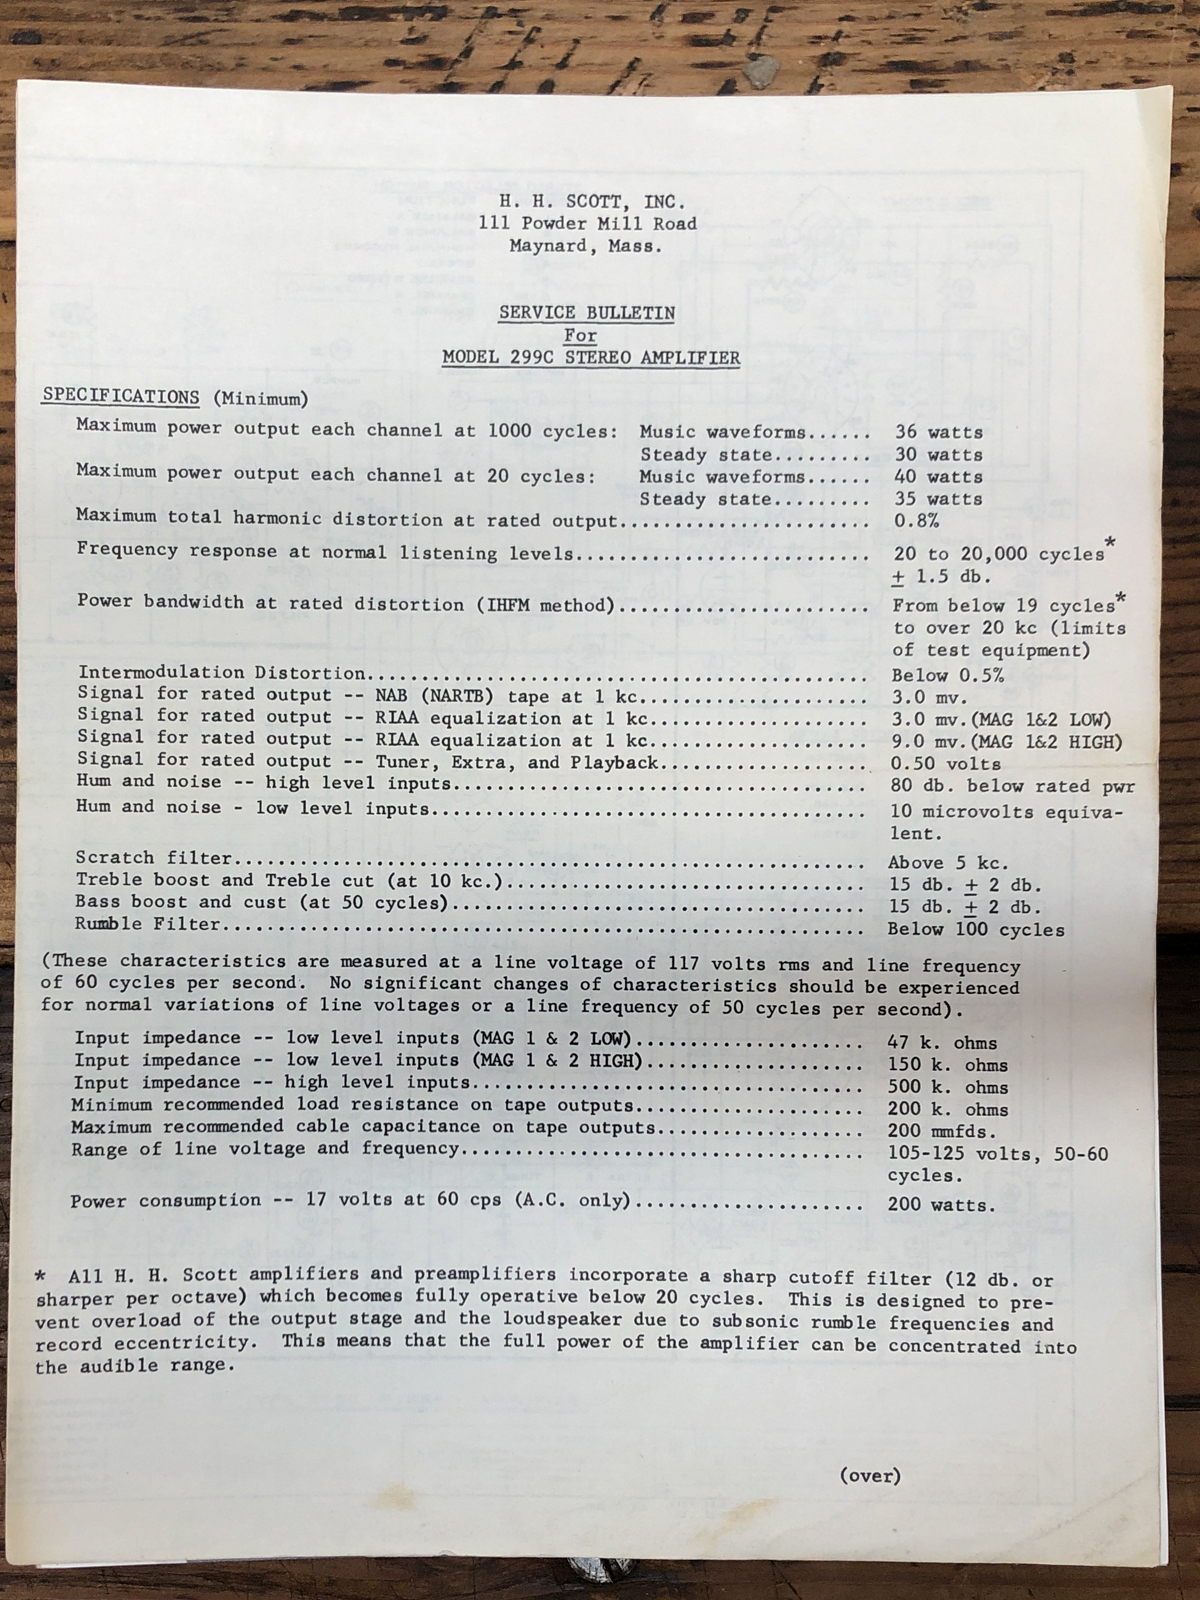 H. H. SCOTT, INC.
111 Powder Mill Road
Maynard, Mass.
SERVICE BULLETIN
For
MODEL 299C STEREO AMPLIFIER
SPECIFICATIONS (Minimum)
Maximum power output each channel at 1000 cycles: Music waveforms...... 36 watts
Steady state......... 30 watts
Maximum power output each channel at 20 cycles: Music waveforms...... 40 watts
Steady state......... 35 watts
Maximum total harmonic distortion at rated output....................... 0.8%
Frequency response at normal listening levels........................... 20 to 20,000 cycles*
± 1.5 db.
Power bandwidth at rated distortion (IHFM method)....................... From below 19 cycles*
to over 20 kc (limits
of test equipment)
Intermodulation Distortion.............................................. Below 0.5%
Signal for rated output -- NAB (NARTB) tape at 1 kc..................... 3.0 mv.
Signal for rated output -- RIAA equalization at 1 kc.................... 3.0 mv.(MAG 1&2 LOW)
Signal for rated output -- RIAA equalization at 1 kc.................... 9.0 mv.(MAG 1&2 HIGH)
Signal for rated output -- Tuner, Extra, and Playback................... 0.50 volts
Hum and noise -- high level inputs...................................... 80 db. below rated pwr
Hum and noise - low level inputs........................................ 10 microvolts equiva-
lent.
Scratch filter.......................................................... Above 5 kc.
Treble boost and Treble cut (at 10 kc.)................................. 15 db. ± 2 db.
Bass boost and cust (at 50 cycles)...................................... 15 db. ± 2 db.
Rumble Filter........................................................... Below 100 cycles
(These characteristics are measured at a line voltage of 117 volts rms and line frequency
of 60 cycles per second. No significant changes of characteristics should be experienced
for normal variations of line voltages or a line frequency of 50 cycles per second).
Input impedance -- low level inputs (MAG 1 & 2 LOW)..................... 47 k. ohms
Input impedance -- low level inputs (MAG 1 & 2 HIGH).................... 150 k. ohms
Input impedance -- high level inputs.................................... 500 k. ohms
Minimum recommended load resistance on tape outputs..................... 200 k. ohms
Maximum recommended cable capacitance on tape outputs................... 200 mmfds.
Range of line voltage and frequency..................................... 105-125 volts, 50-60
cycles.
Power consumption -- 17 volts at 60 cps (A.C. only)..................... 200 watts.
* All H. H. Scott amplifiers and preamplifiers incorporate a sharp cutoff filter (12 db. or
sharper per octave) which becomes fully operative below 20 cycles. This is designed to pre-
vent overload of the output stage and the loudspeaker due to subsonic rumble frequencies and
record eccentricity. This means that the full power of the amplifier can be concentrated into
the audible range.
(over)